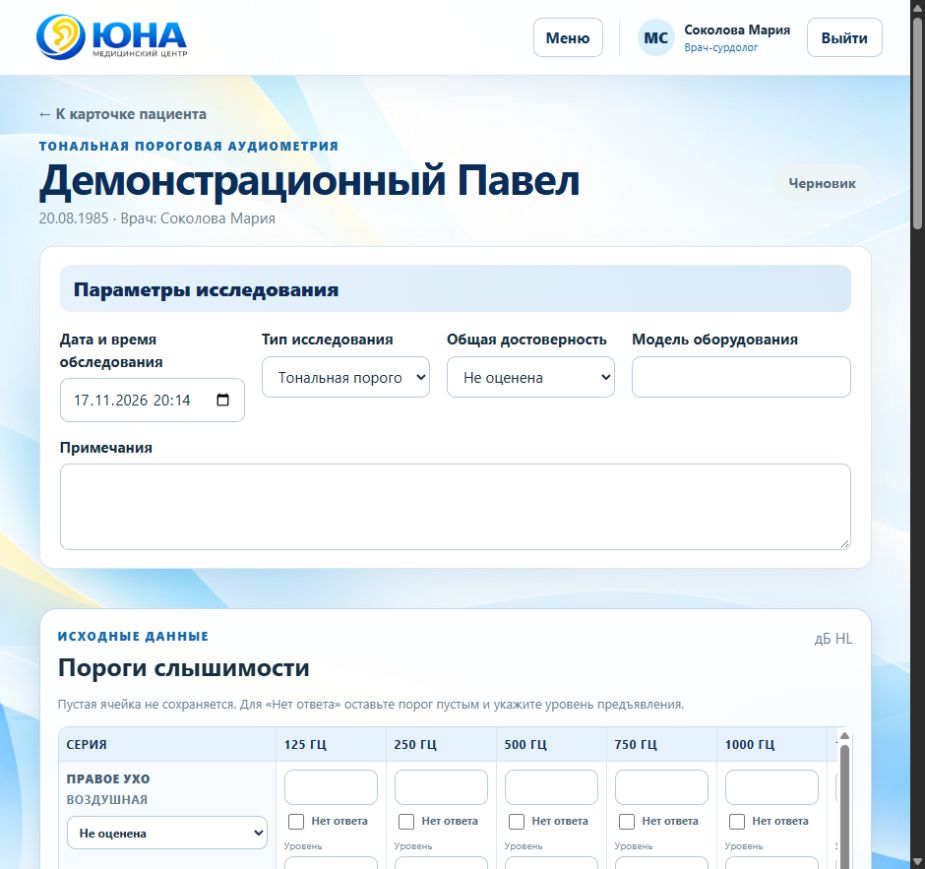 ЮНА
МЕДИЦИНСКИЙ ЦЕНТР
Меню
МС
Соколова Мария
Врач-сурдолог
Выйти
← К карточке пациента
ТОНАЛЬНАЯ ПОРОГОВАЯ АУДИОМЕТРИЯ
Демонстрационный Павел
Черновик
20.08.1985 · Врач: Соколова Мария
Параметры исследования
Дата и время
обследования
Тип исследования
Общая достоверность
Модель оборудования
17.11.2026 20:14
Тональная порого
Не оценена
Примечания
ИСХОДНЫЕ ДАННЫЕ
дБ HL
Пороги слышимости
Пустая ячейка не сохраняется. Для «Нет ответа» оставьте порог пустым и укажите уровень предъявления.
СЕРИЯ 125 ГЦ 250 ГЦ 500 ГЦ 750 ГЦ 1000 ГЦ
ПРАВОЕ УХО
ВОЗДУШНАЯ
Не оценена
Нет ответа Нет ответа Нет ответа Нет ответа Нет ответа
Уровень Уровень Уровень Уровень Уровень